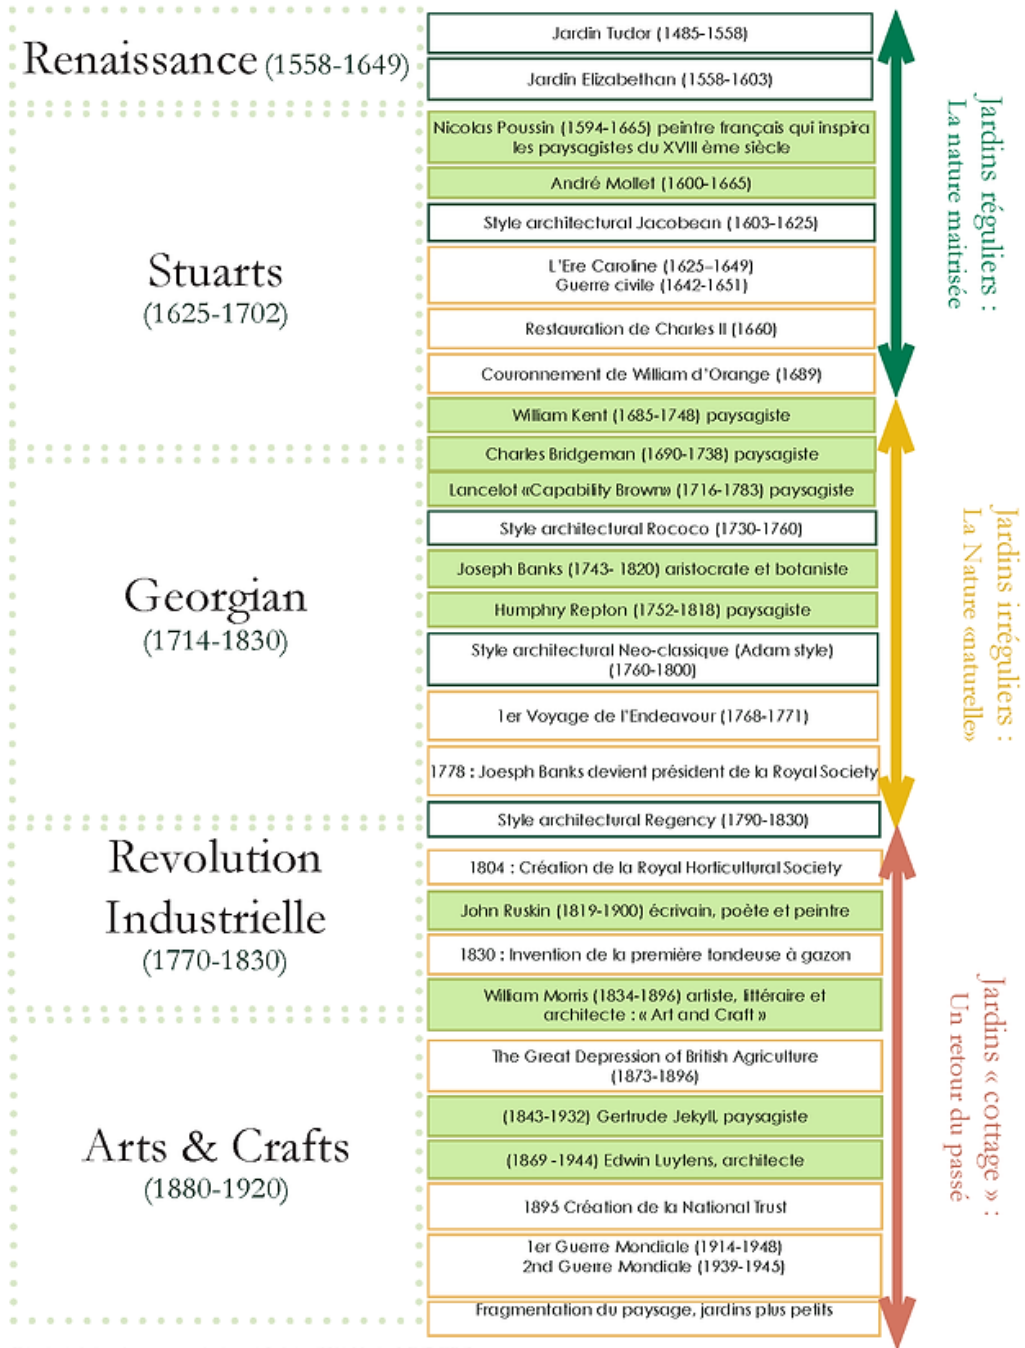 Renaissance (1558-1649)
Jardin Tudor (1485-1558)
Jardin Elizabethan (1558-1603)
Stuarts
(1625-1702)
Nicolas Poussin (1594-1665) peintre français qui inspira
les paysagistes du XVIII ème siècle
André Mollet (1600-1665)
Style architectural Jacobean (1603-1625)
L'Ere Caroline (1625-1649)
Guerre civile (1642-1651)
Restauration de Charles II (1660)
Couronnement de William d'Orange (1689)
William Kent (1685-1748) paysagiste
Georgian
(1714-1830)
Charles Bridgeman (1690-1738) paysagiste
Lancelot «Capability Brown» (1716-1783) paysagiste
Style architectural Rococo (1730-1760)
Joseph Banks (1743- 1820) aristocrate et botaniste
Humphry Repton (1752-1818) paysagiste
Style architectural Neo-classique (Adam style)
(1760-1800)
1er Voyage de l'Endeavour (1768-1771)
1778 : Joesph Banks devient président de la Royal Society
Style architectural Regency (1790-1830)
Revolution
Industrielle
(1770-1830)
1804 : Création de la Royal Horticultural Society
John Ruskin (1819-1900) écrivain, poète et peintre
1830 : Invention de la première tondeuse à gazon
William Morris (1834-1896) artiste, littéraire et
architecte : « Art and Craft »
Arts & Crafts
(1880-1920)
The Great Depression of British Agriculture
(1873-1896)
(1843-1932) Gertrude Jekyll, paysagiste
(1869 -1944) Edwin Luytens, architecte
1895 Création de la National Trust
1er Guerre Mondiale (1914-1948)
2nd Guerre Mondiale (1939-1945)
Fragmentation du paysage, jardins plus petits
Jardins réguliers :
La nature maitrisée
Jardins irréguliers :
La Nature «naturelle»
Jardins « cottage » :
Un retour du passé